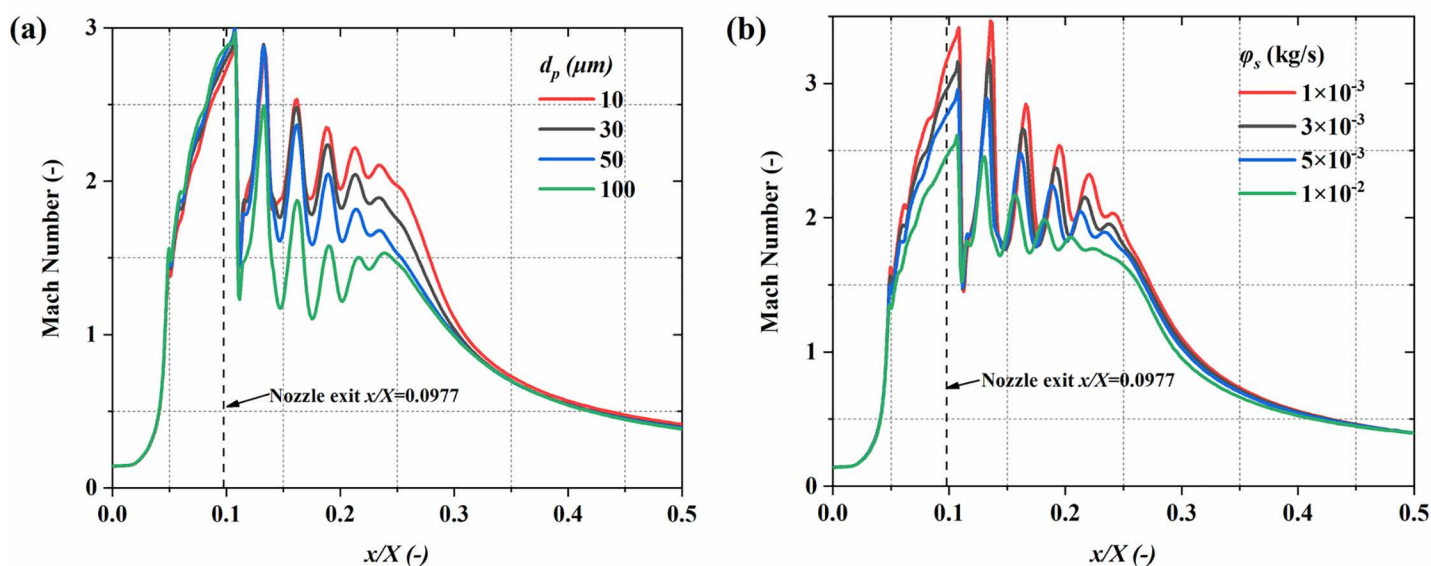 (a)
3
2
1
0
Mach Number (-)
d_p (μm)
10
30
50
100
Nozzle exit x/X=0.0977
0.0 0.1 0.2 0.3 0.4 0.5
x/X (-)
(b)
3
2
1
0
Mach Number (-)
φ_s (kg/s)
1×10⁻³
3×10⁻³
5×10⁻³
1×10⁻²
Nozzle exit x/X=0.0977
0.0 0.1 0.2 0.3 0.4 0.5
x/X (-)